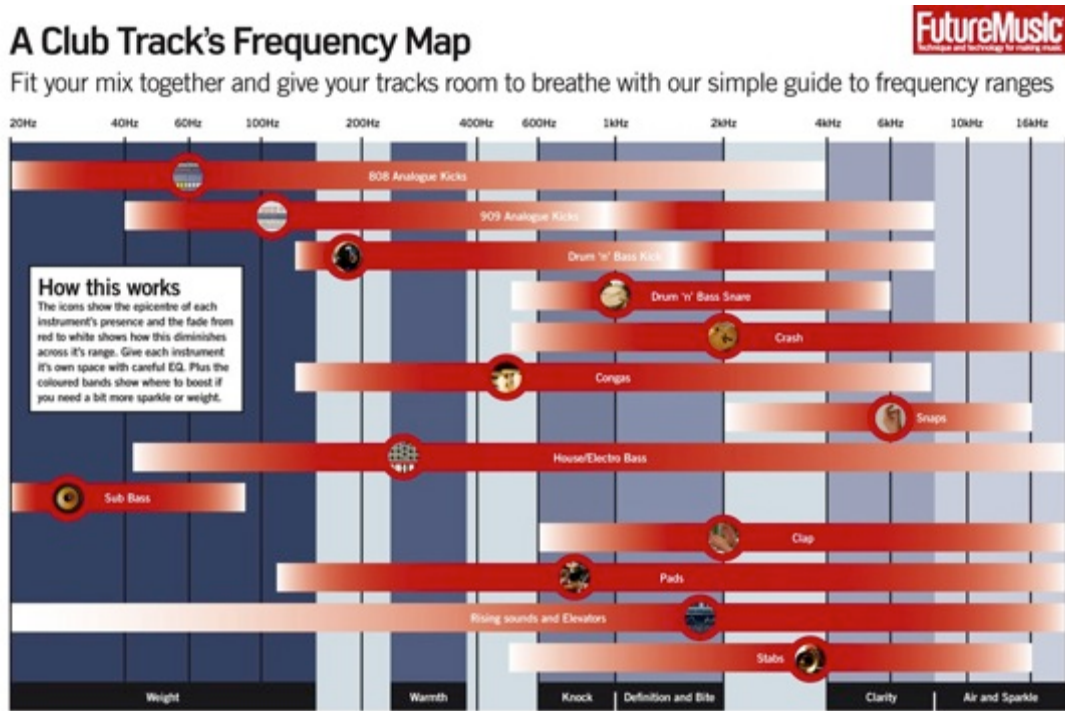 FutureMusic
Technique and technology for making music
A Club Track's Frequency Map
Fit your mix together and give your tracks room to breathe with our simple guide to frequency ranges
20Hz 40Hz 60Hz 100Hz 200Hz 400Hz 600Hz 1kHz 2kHz 4kHz 6kHz 10kHz 16kHz
808 Analogue Kicks
909 Analogue Kicks
Drum 'n' Bass Kick
How this works
The icons show the epicentre of each
instrument's presence and the fade from
red to white shows how this diminishes
across it's range. Give each instrument
it's own space with careful EQ. Plus the
coloured bands show where to boost if
you need a bit more sparkle or weight.
Drum 'n' Bass Snare
Crash
Congas
Snaps
House/Electro Bass
Sub Bass
Clap
Pads
Rising sounds and Elevators
Stabs
Weight Warmth Knock Definition and Bite Clarity Air and Sparkle